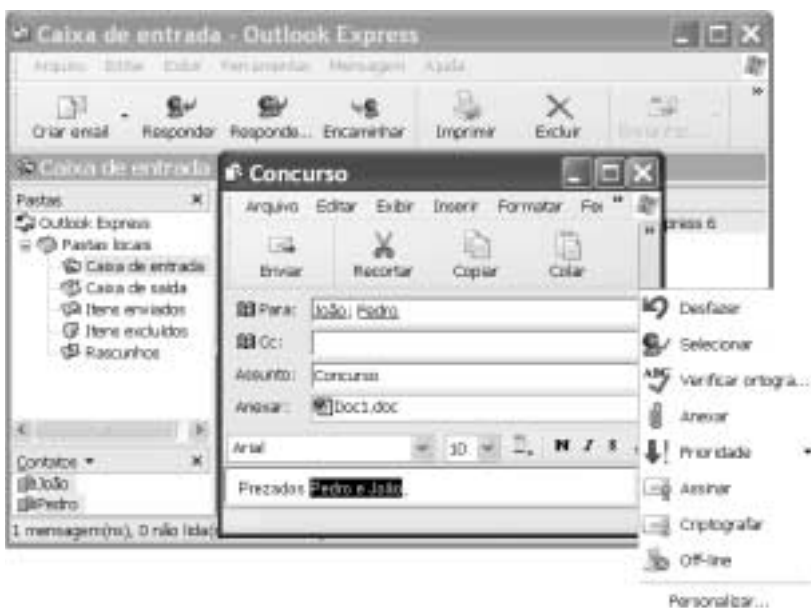 Caixa de entrada - Outlook Express
Arquivo Editar Exibir Ferramentas Mensagem Ajuda
Criar email Responder Responde... Encaminhar Imprimir Excluir
Caixa de entrada
Pastas
Outlook Express
Pastas locais
Caixa de entrada
Caixa de saída
Itens enviados
Itens excluídos
Rascunhos
Contatos
João
Pedro
1 mensagem(ns), 0 não lida(s
press 6
Concurso
Arquivo Editar Exibir Inserir Formatar Fei "
Enviar Recortar Copiar Colar
Para: João; Pedro
Cc:
Assunto: Concurso
Anexar: Doc1.doc
Arial 10 N I S
Prezados Pedro e João.
Desfazer
Selecionar
ABC Verificar ortogra...
Anexar
Prioridade
Assinar
Criptografar
Off-line
Personalizar...